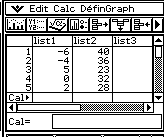 Edit Calc DéfinGraph
list1 list2 list3
1 -6 40
2 -4 36
3 5 23
4 0 32
5 2 28
Cal▶
Cal=